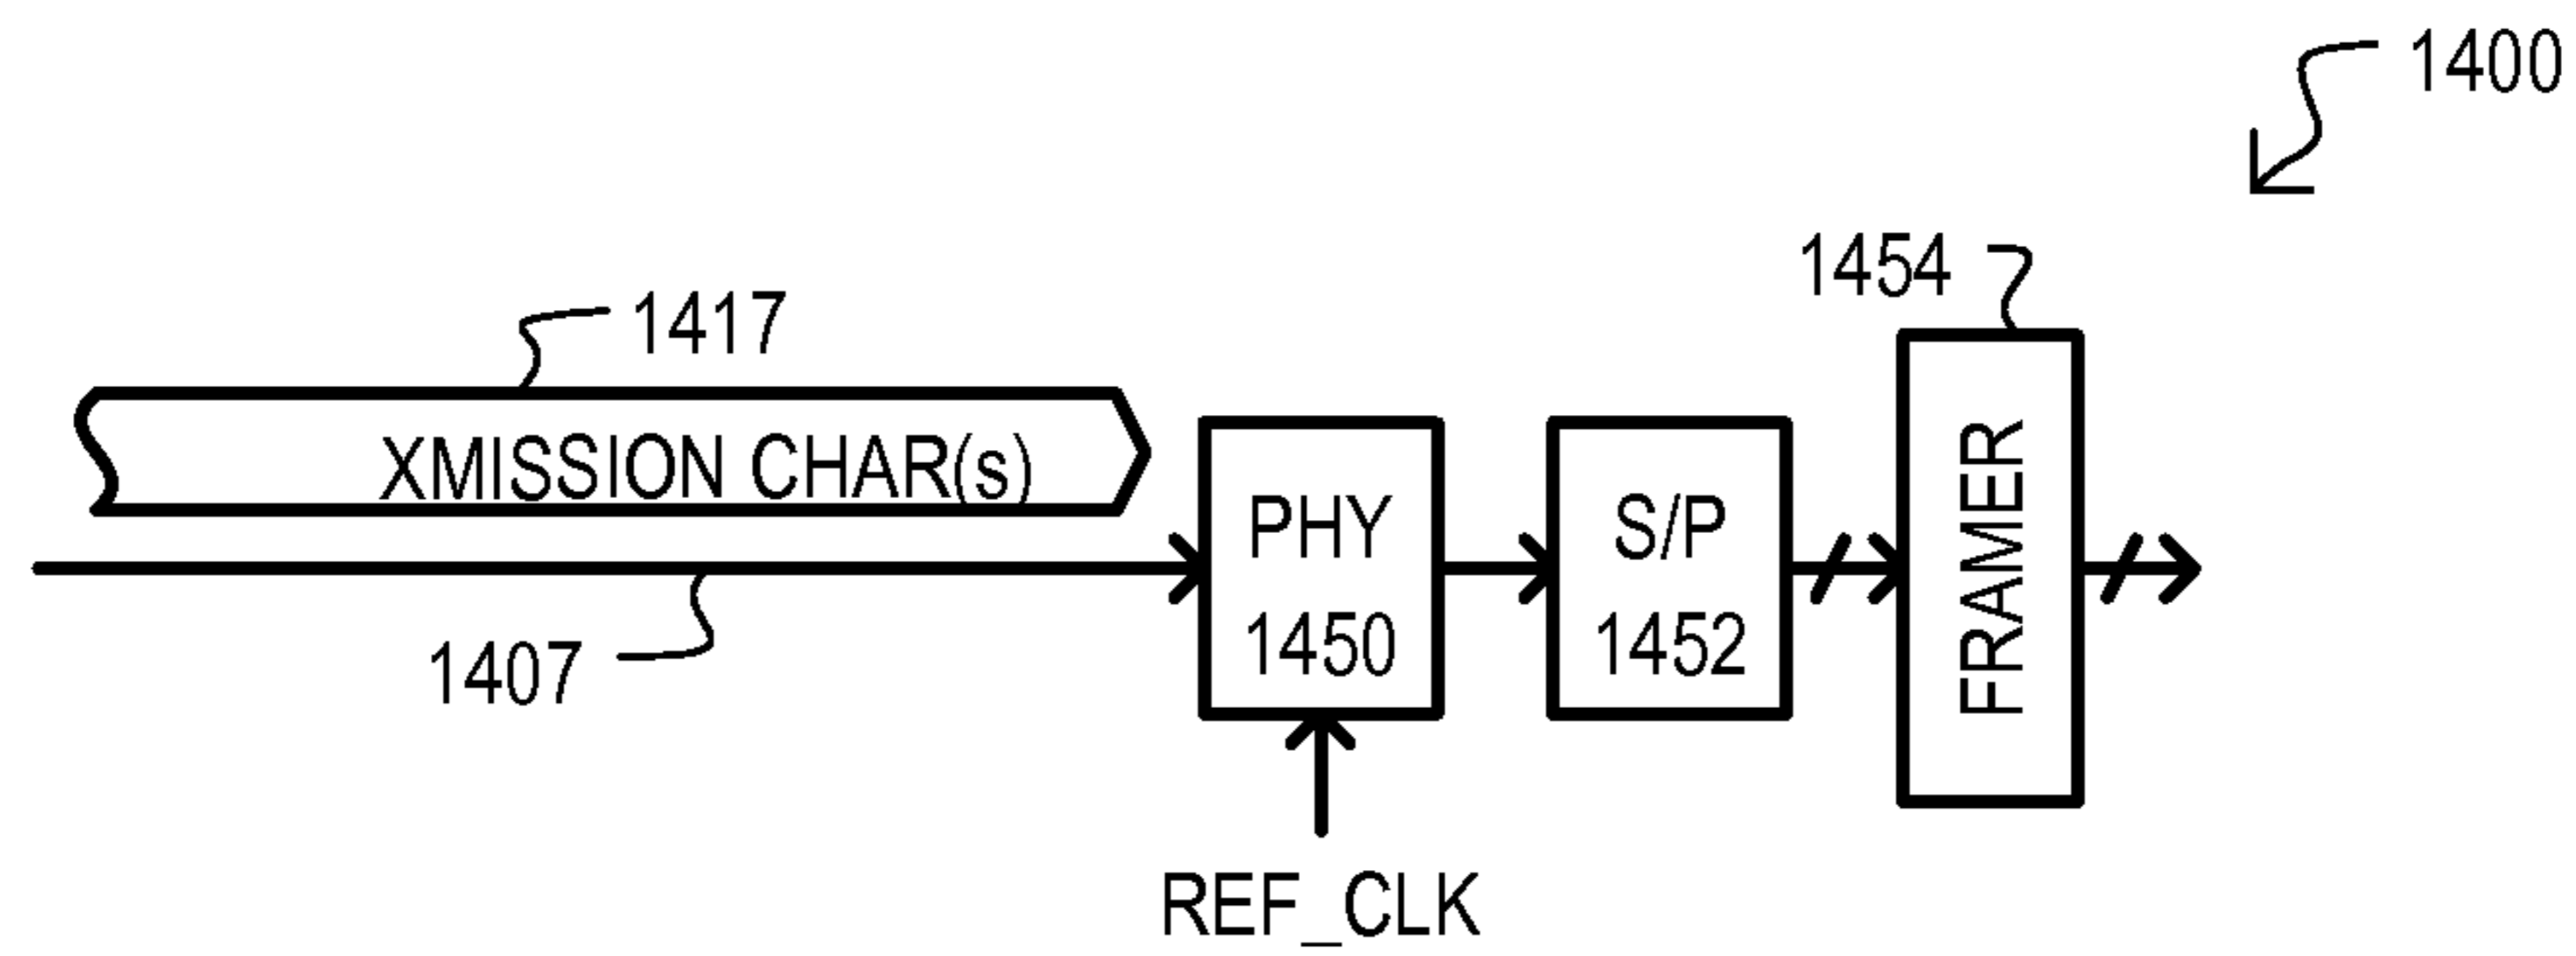 1400
1454
1417
XMISSION CHAR(s)
PHY
1450
S/P
1452
FRAMER
1407
REF_CLK